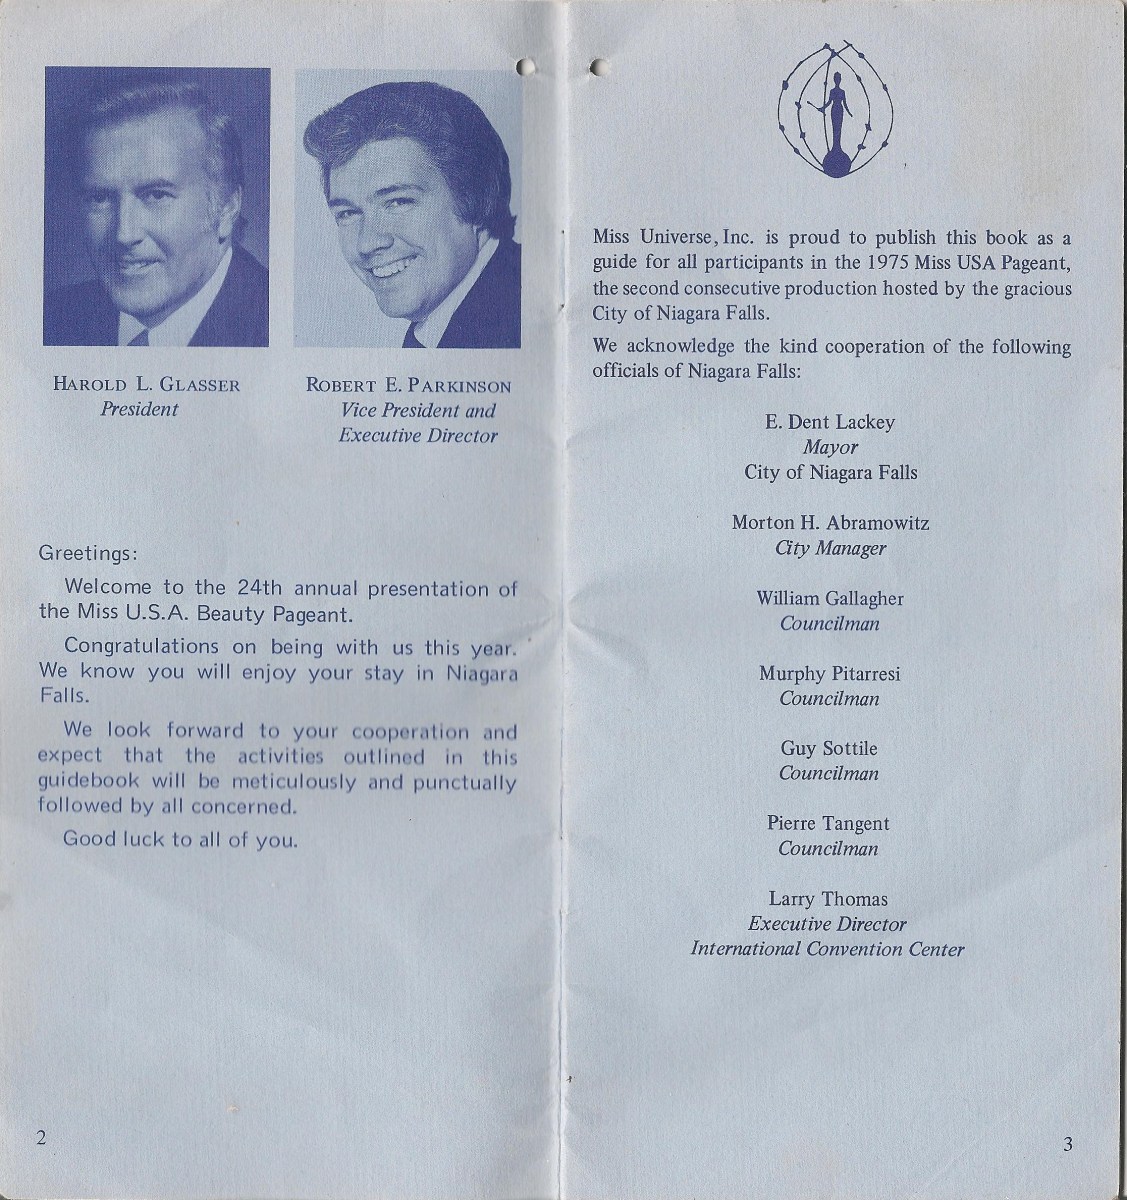 HAROLD L. GLASSER
President
ROBERT E. PARKINSON
Vice President and
Executive Director
Greetings:
Welcome to the 24th annual presentation of
the Miss U.S.A. Beauty Pageant.
Congratulations on being with us this year.
We know you will enjoy your stay in Niagara
Falls.
We look forward to your cooperation and
expect that the activities outlined in this
guidebook will be meticulously and punctually
followed by all concerned.
Good luck to all of you.
2
Miss Universe, Inc. is proud to publish this book as a
guide for all participants in the 1975 Miss USA Pageant,
the second consecutive production hosted by the gracious
City of Niagara Falls.
We acknowledge the kind cooperation of the following
officials of Niagara Falls:
E. Dent Lackey
Mayor
City of Niagara Falls
Morton H. Abramowitz
City Manager
William Gallagher
Councilman
Murphy Pitarresi
Councilman
Guy Sottile
Councilman
Pierre Tangent
Councilman
Larry Thomas
Executive Director
International Convention Center
3